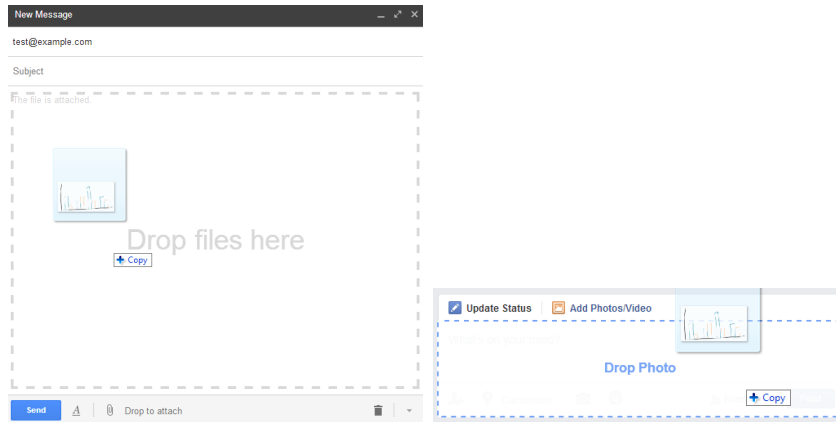 New Message
test@example.com
Subject
The file is attached.
Drop files here
Copy
Send A Drop to attach
Update Status Add Photos/Video
Drop Photo
Copy